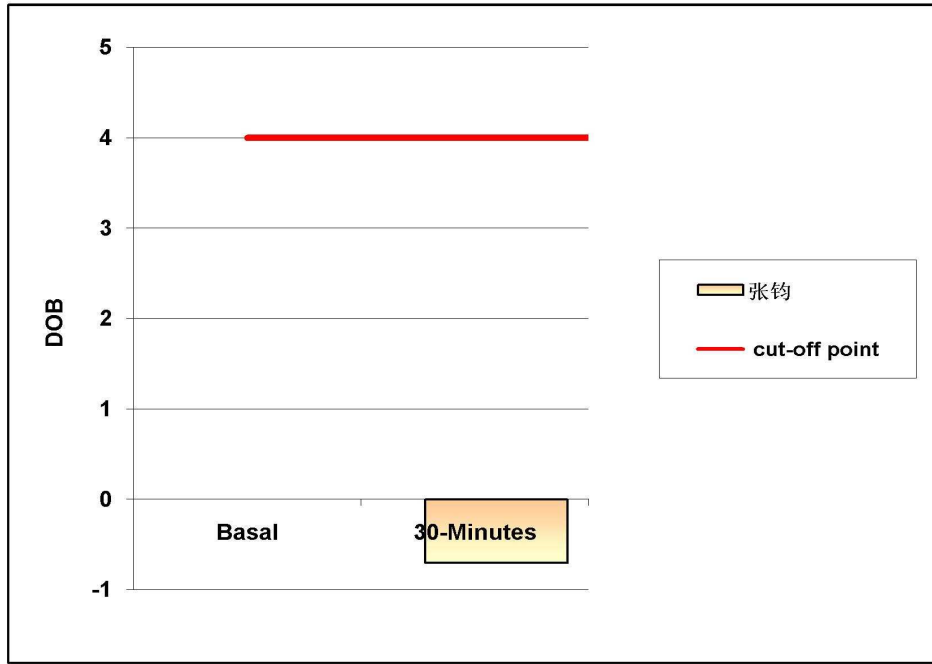 5
4
3
2
1
0
-1
DOB
Basal
30-Minutes
张钧
cut-off point